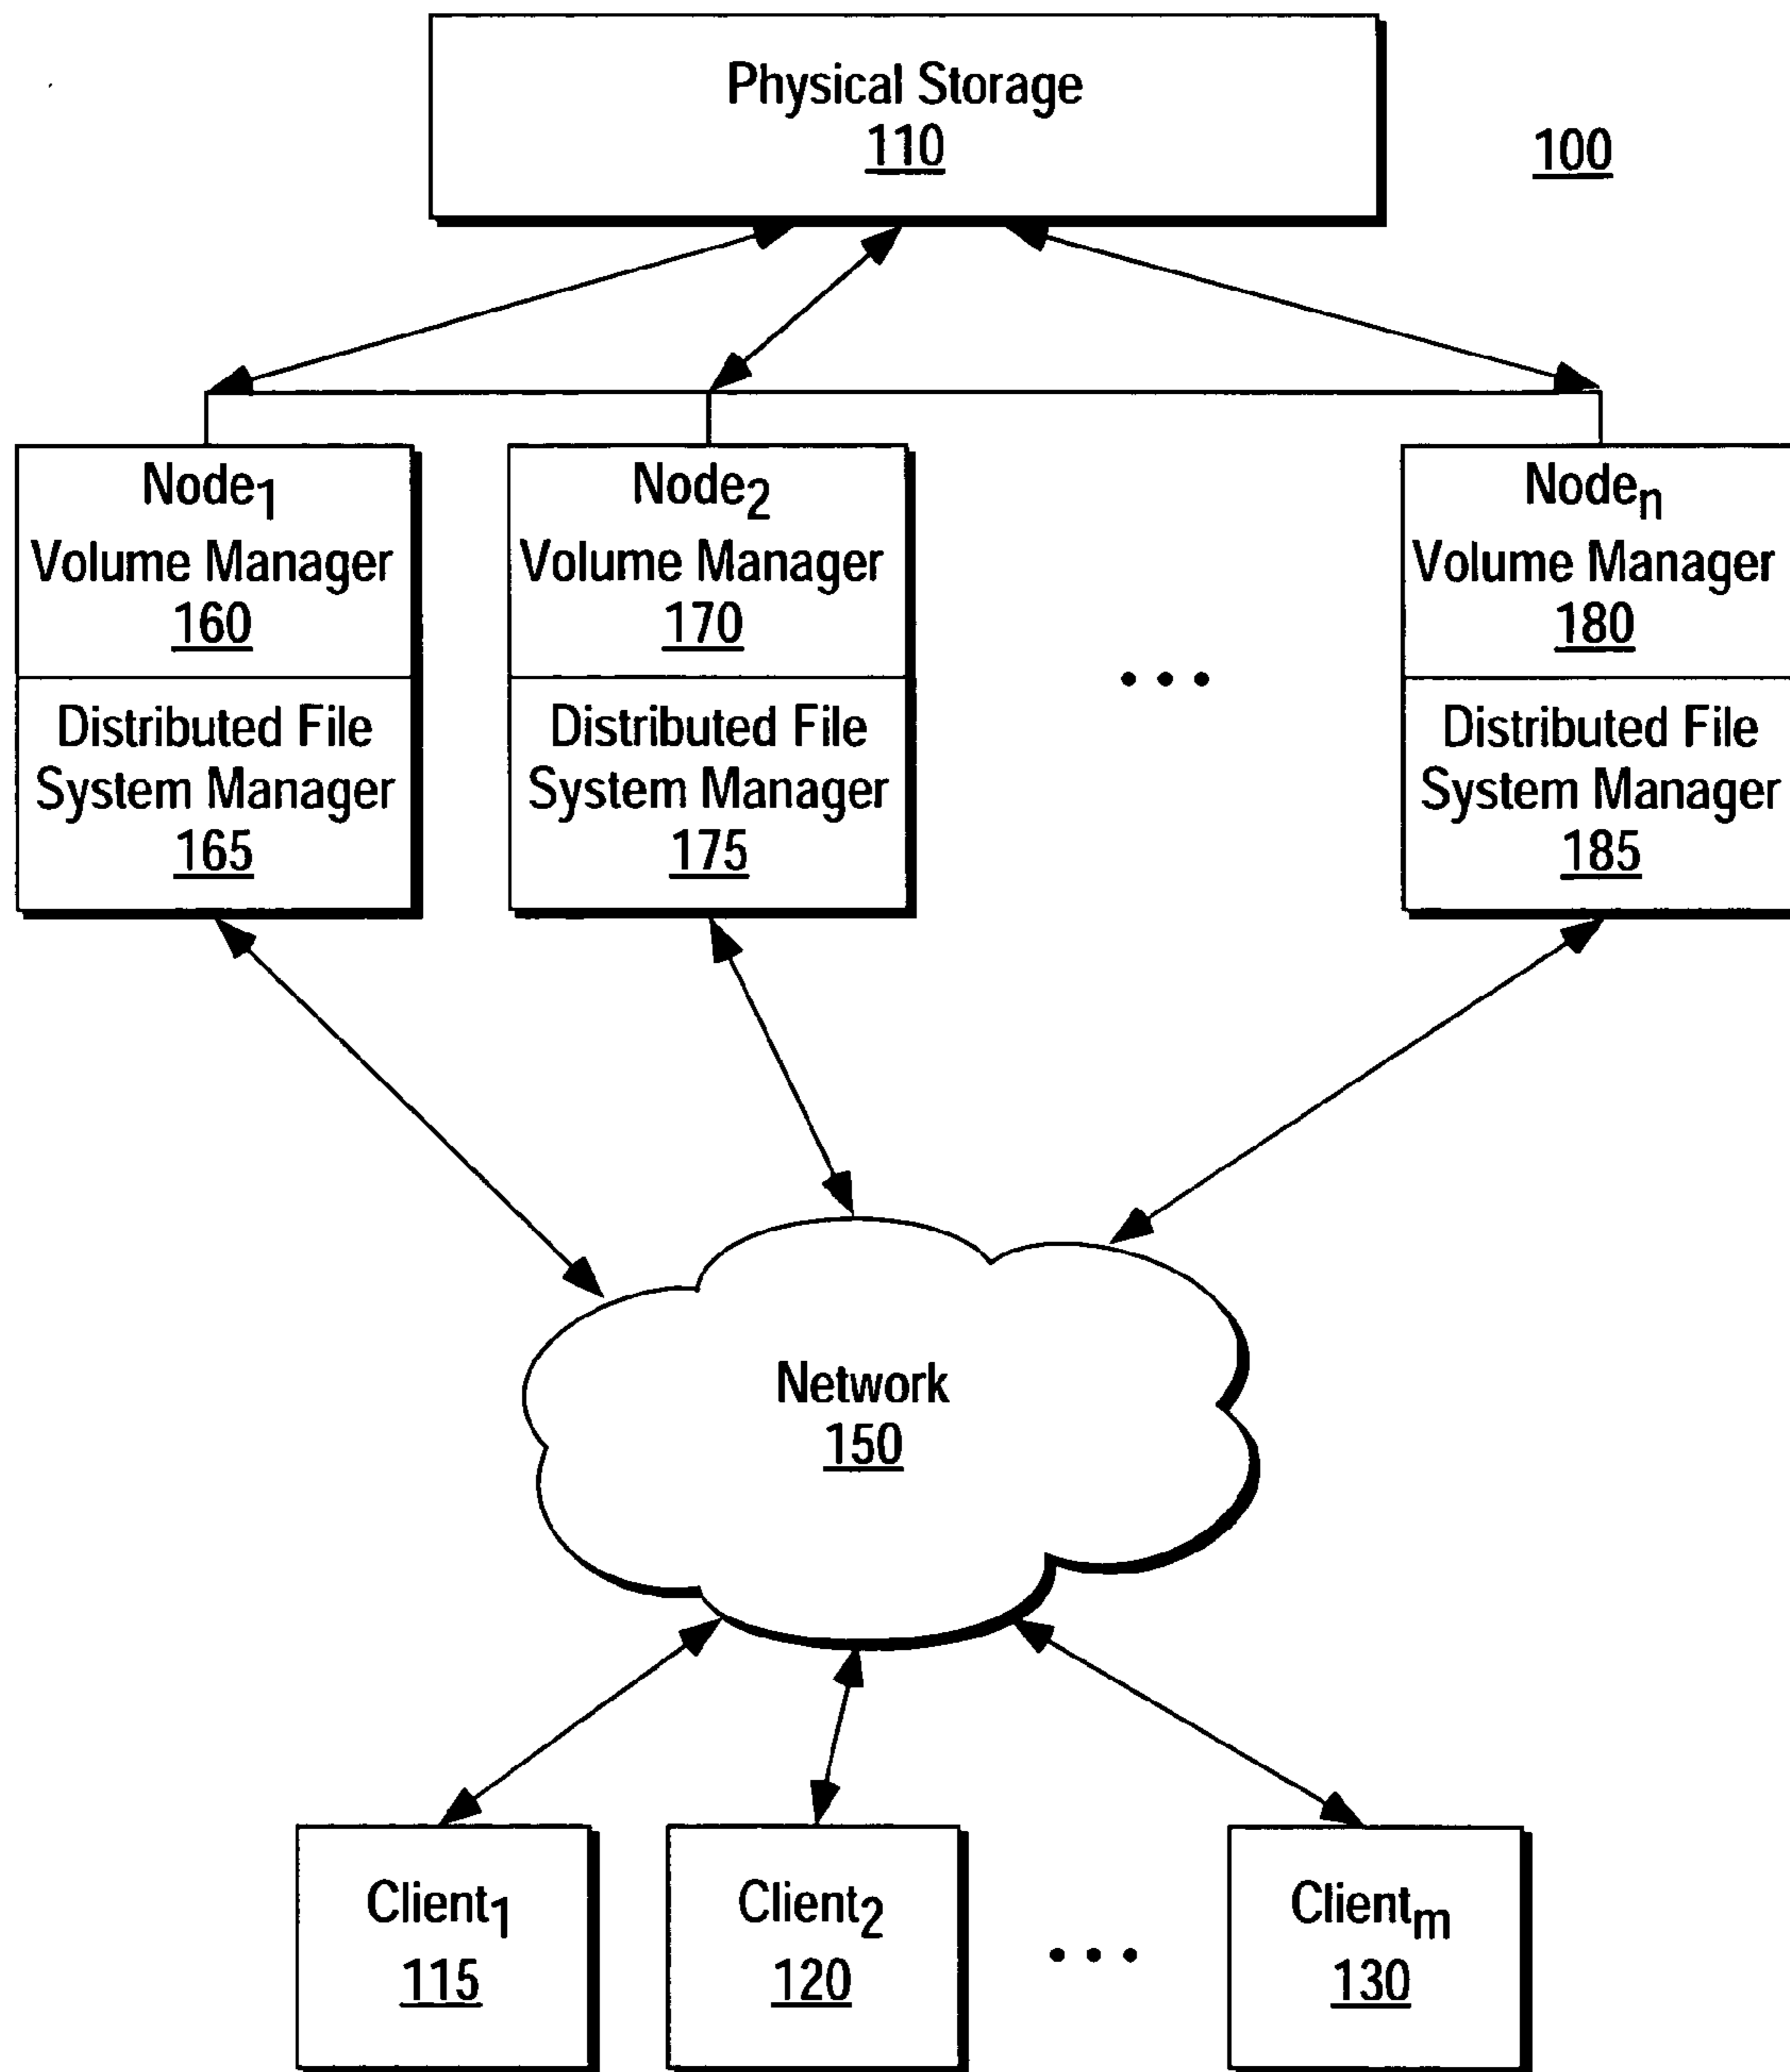 Physical Storage
110
100
Node1
Volume Manager
160
Distributed File
System Manager
165
Node2
Volume Manager
170
Distributed File
System Manager
175
...
Noden
Volume Manager
180
Distributed File
System Manager
185
Network
150
Client1
115
Client2
120
...
Clientm
130